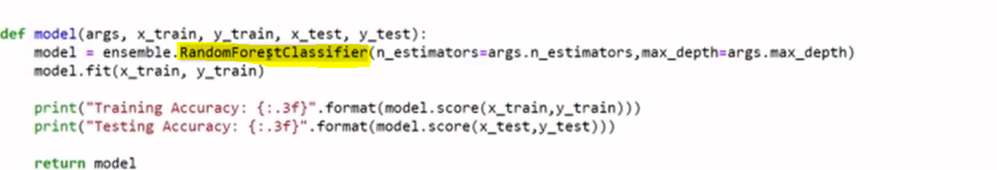 def model(args, x_train, y_train, x_test, y_test):
    model = ensemble.RandomForestClassifier(n_estimators=args.n_estimators,max_depth=args.max_depth)
    model.fit(x_train, y_train)

    print("Training Accuracy: {:.3f}".format(model.score(x_train,y_train)))
    print("Testing Accuracy: {:.3f}".format(model.score(x_test,y_test)))

    return model